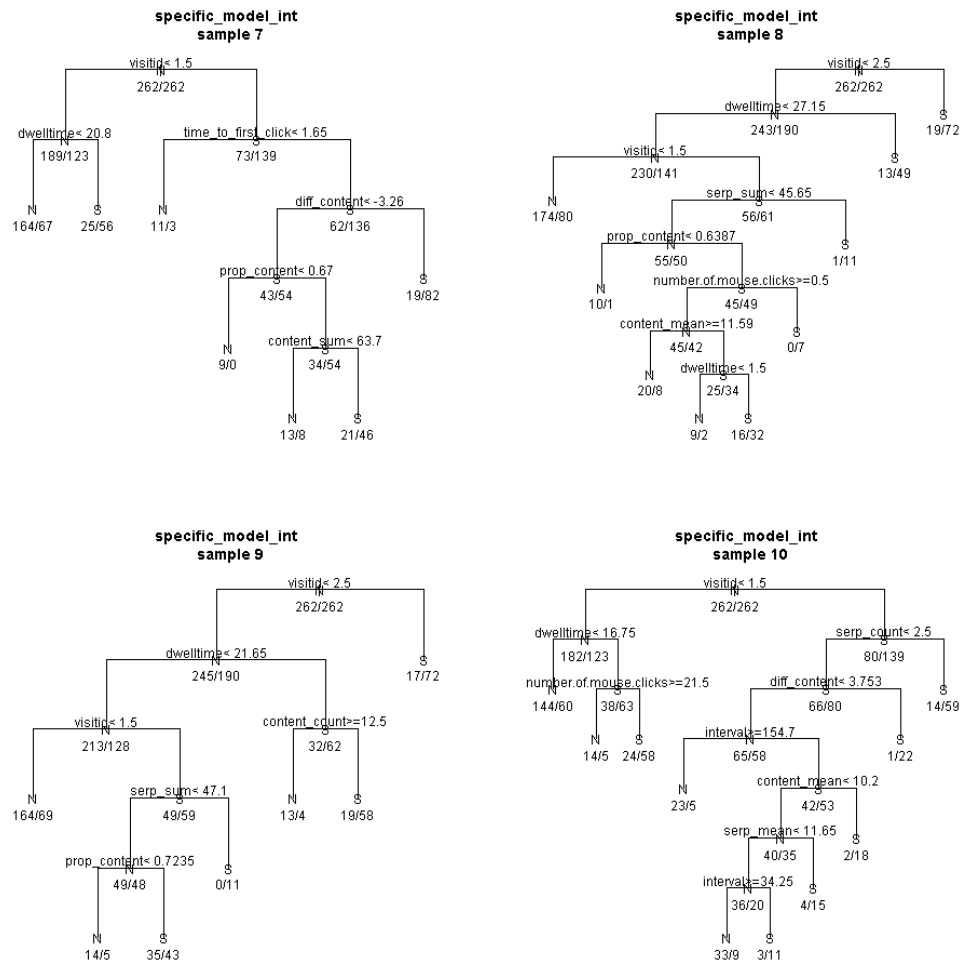 specific_model_int
sample 7
visitid< 1.5
N
262/262
dwelltime< 20.8
N
189/123
time_to_first_click< 1.65
S
73/139
N
164/67
S
25/56
N
11/3
diff_content< -3.26
S
62/136
prop_content< 0.67
S
43/54
S
19/82
N
9/0
content_sum< 63.7
S
34/54
N
13/8
S
21/46
specific_model_int
sample 8
visitid< 2.5
N
262/262
dwelltime< 27.15
N
243/190
S
19/72
visitid< 1.5
N
230/141
S
13/49
N
174/80
serp_sum< 45.65
S
56/61
prop_content< 0.6387
N
55/50
S
1/11
N
10/1
number.of.mouse.clicks>=0.5
S
45/49
content_mean>=11.59
N
45/42
S
0/7
N
20/8
dwelltime< 1.5
S
25/34
N
9/2
S
16/32
specific_model_int
sample 9
visitid< 2.5
N
262/262
dwelltime< 21.65
N
245/190
S
17/72
visitid< 1.5
N
213/128
content_count>=12.5
S
32/62
N
164/69
serp_sum< 47.1
S
49/59
N
13/4
S
19/58
prop_content< 0.7235
N
49/48
S
0/11
N
14/5
S
35/43
specific_model_int
sample 10
visitid< 1.5
N
262/262
dwelltime< 16.75
N
182/123
serp_count< 2.5
S
80/139
N
144/60
number.of.mouse.clicks>=21.5
S
38/63
diff_content< 3.753
S
66/80
S
14/59
N
14/5
S
24/58
interval>=154.7
N
65/58
S
1/22
N
23/5
content_mean< 10.2
S
42/53
serp_mean< 11.65
N
40/35
S
2/18
interval>=34.25
N
36/20
S
4/15
N
33/9
S
3/11